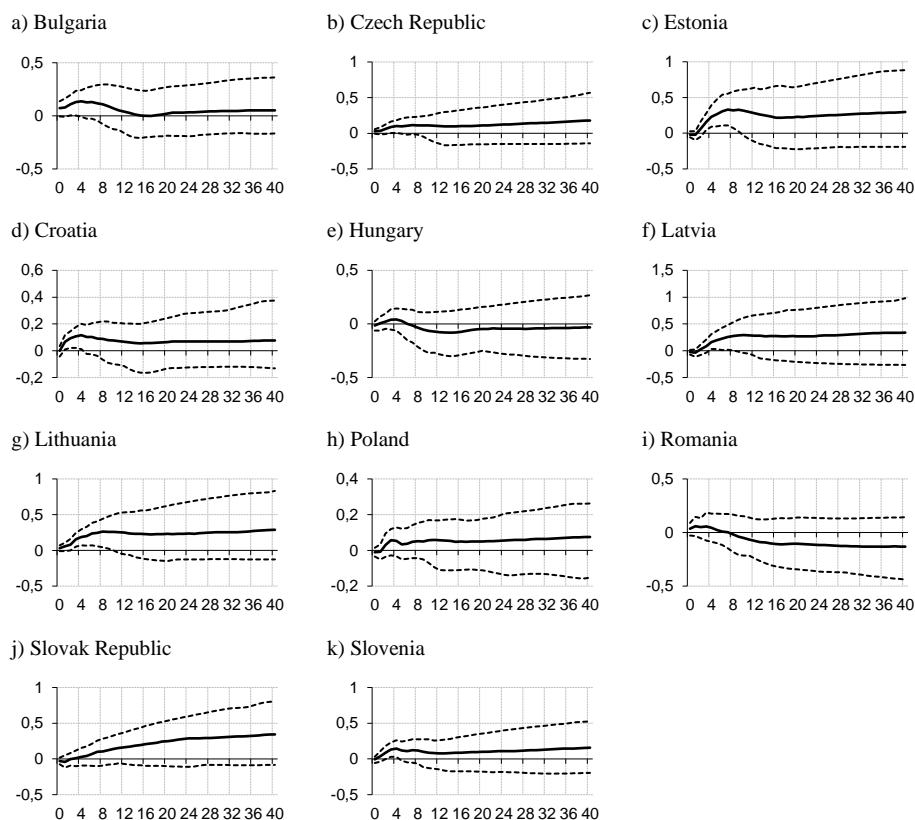 a) Bulgaria b) Czech Republic c) Estonia
0,5 1 1
0 0,5 0,5
0 0
-0,5 -0,5 -0,5
0 4 8 12 16 20 24 28 32 36 40 0 4 8 12 16 20 24 28 32 36 40 0 4 8 12 16 20 24 28 32 36 40
d) Croatia e) Hungary f) Latvia
0,6 0,5 1,5
0,4 1
0,2 0 0,5
0 0
-0,2 -0,5 -0,5
0 4 8 12 16 20 24 28 32 36 40 0 4 8 12 16 20 24 28 32 36 40 0 4 8 12 16 20 24 28 32 36 40
g) Lithuania h) Poland i) Romania
1 0,4 0,5
0,5 0,2 0
0 0
-0,5 -0,2 -0,5
0 4 8 12 16 20 24 28 32 36 40 0 4 8 12 16 20 24 28 32 36 40 0 4 8 12 16 20 24 28 32 36 40
j) Slovak Republic k) Slovenia
1 1
0,5 0,5
0 0
-0,5 -0,5
0 4 8 12 16 20 24 28 32 36 40 0 4 8 12 16 20 24 28 32 36 40